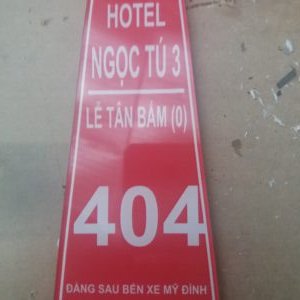 HOTEL
NGỌC TÚ 3
LỄ TÂN BẤM (0)
404
ĐẰNG SAU BẾN XE MỸ ĐÌNH